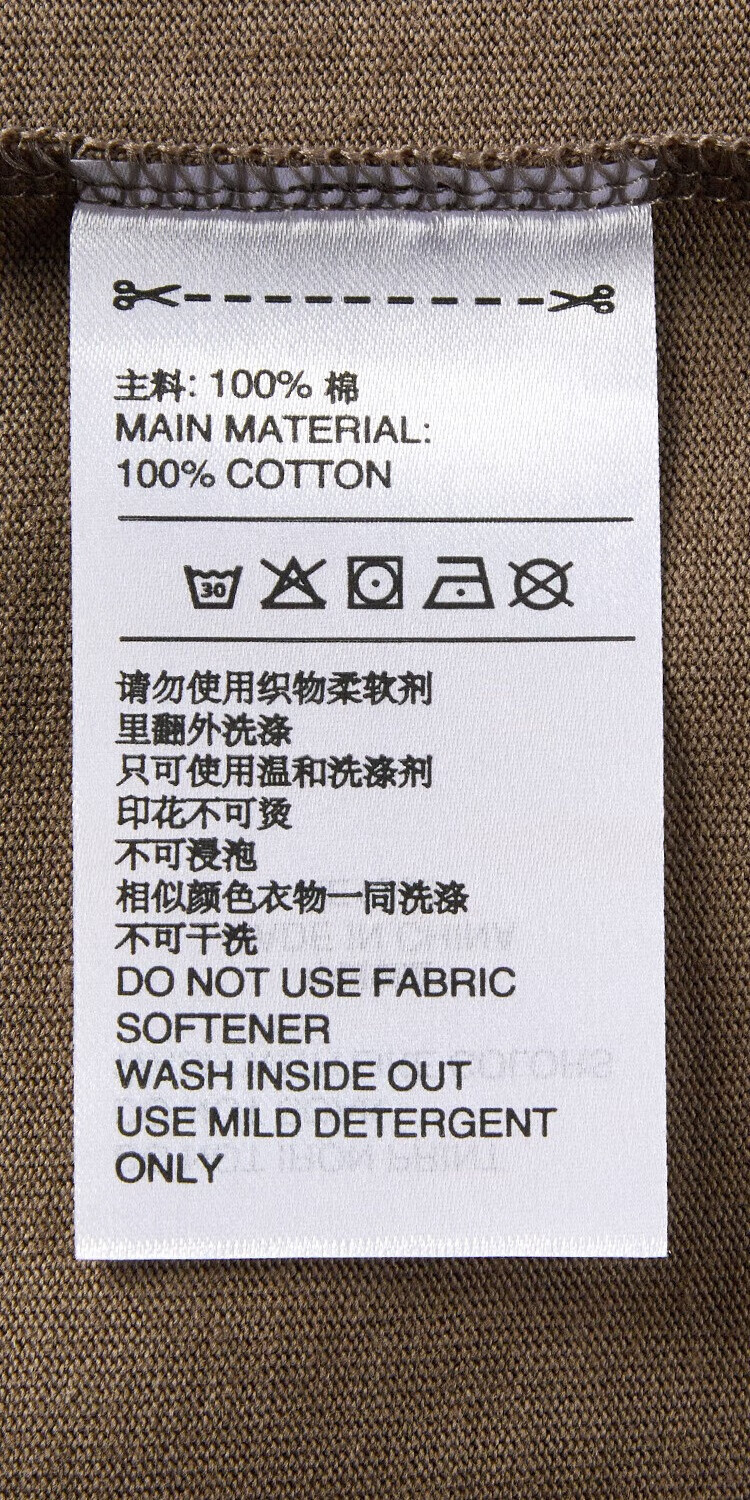 主料: 100% 棉
MAIN MATERIAL:
100% COTTON
30
请勿使用织物柔软剂
里翻外洗涤
只可使用温和洗涤剂
印花不可烫
不可浸泡
相似颜色衣物一同洗涤
不可干洗
DO NOT USE FABRIC
SOFTENER
WASH INSIDE OUT
USE MILD DETERGENT
ONLY